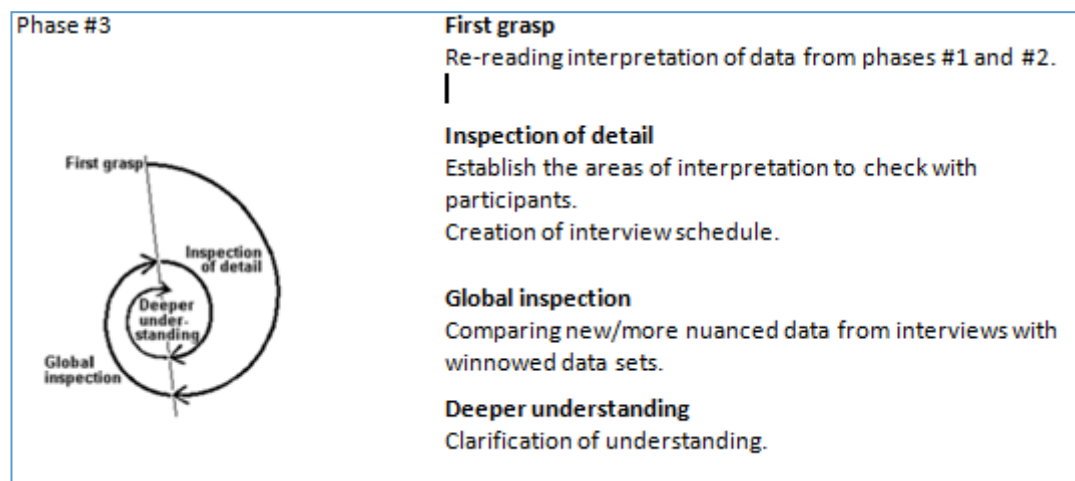 Phase #3
First grasp
Re-reading interpretation of data from phases #1 and #2.
Inspection of detail
Establish the areas of interpretation to check with
participants.
Creation of interview schedule.
Global inspection
Comparing new/more nuanced data from interviews with
winnowed data sets.
Deeper understanding
Clarification of understanding.
First grasp
Inspection
of detail
Deeper
under-
standing
Global
inspection